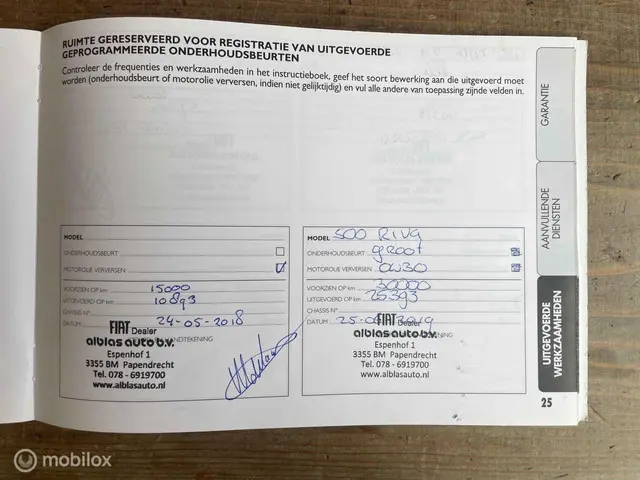 RUIMTE GERESERVEERD VOOR REGISTRATIE VAN UITGEVOERDE
GEPROGRAMMEERDE ONDERHOUDSBEURTEN
Controleer de frequenties en werkzaamheden in het instructieboek, geef het soort bewerking aan die uitgevoerd moet
worden (onderhoudsbeurt of motorolie verversen, indien niet gelijktijdig) en vul alle andere van toepassing zijnde velden in.
GARANTIE
AANVULLENDE
DIENSTEN
UITGEVOERDE
WERKZAAMHEDEN
MODEL
ONDERHOUDSBEURT
MOTOROLIE VERVERSEN
VOORZIEN OP km 15000
UITGEVOERD OP km 10893
CHASSIS N°
DATUM 24-05-2018
FIAT Dealer
alblas auto b.v.
Espenhof 1
3355 BM Papendrecht
Tel. 078 - 6919700
www.alblasauto.nl
MODEL 500 RIVA
ONDERHOUDSBEURT groot
MOTOROLIE VERVERSEN 0W30
VOORZIEN OP km 30000
UITGEVOERD OP km 25393
CHASSIS N°
DATUM
FIAT Dealer
alblas auto b.v.
Espenhof 1
3355 BM Papendrecht
Tel. 078 - 6919700
www.alblasauto.nl
25
mobilox